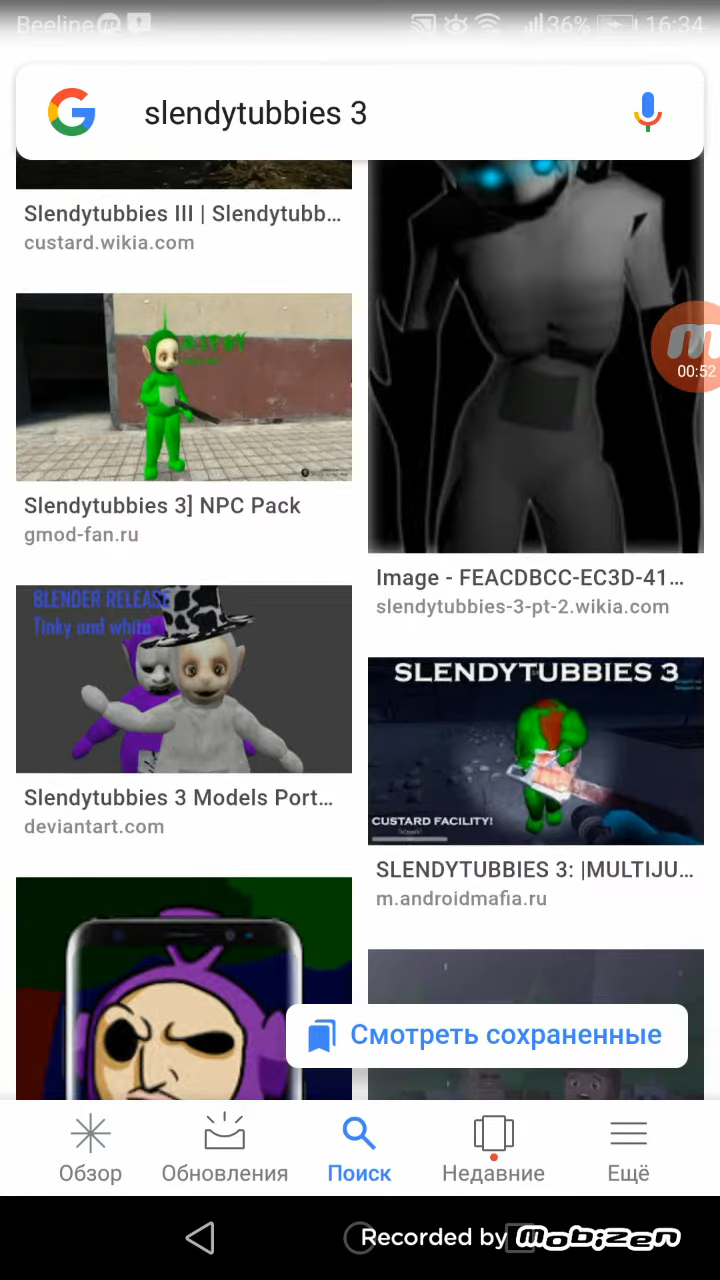 Beeline
36%
16:34
slendytubbies 3
Slendytubbies III | Slendytubb...
custard.wikia.com
00:52
Slendytubbies 3] NPC Pack
gmod-fan.ru
Image - FEACDBCC-EC3D-41...
slendytubbies-3-pt-2.wikia.com
BLENDER RELEASE
Tinky and white
Slendytubbies 3 Models Port...
deviantart.com
SLENDYTUBBIES 3
CUSTARD FACILITY!
SLENDYTUBBIES 3: |MULTIJU...
m.androidmafia.ru
Смотреть сохраненные
Обзор
Обновления
Поиск
Недавние
Ещё
Recorded by mobizen